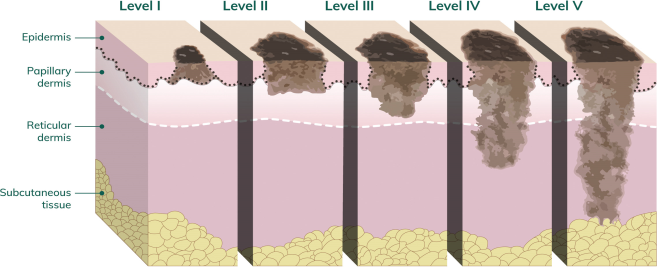 Level I Level II Level III Level IV Level V
Epidermis
Papillary
dermis
Reticular
dermis
Subcutaneous
tissue